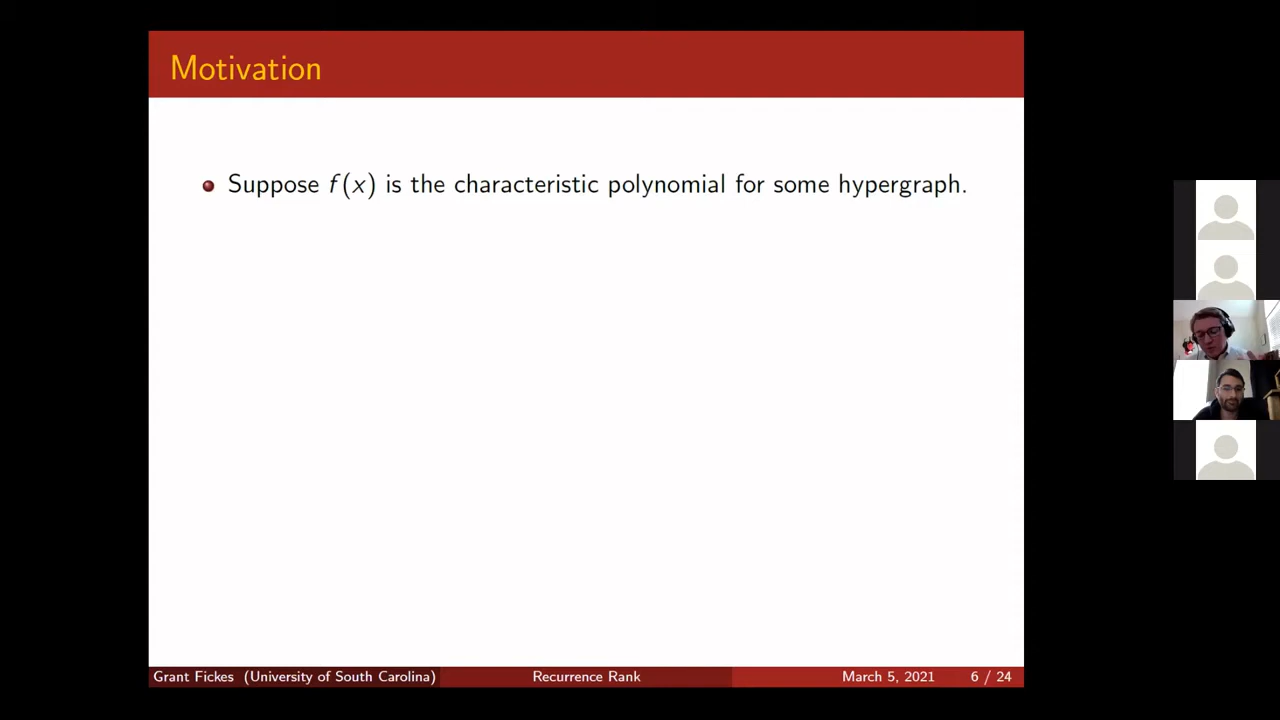 Motivation
Suppose f(x) is the characteristic polynomial for some hypergraph.
Grant Fickes (University of South Carolina) Recurrence Rank March 5, 2021 6 / 24